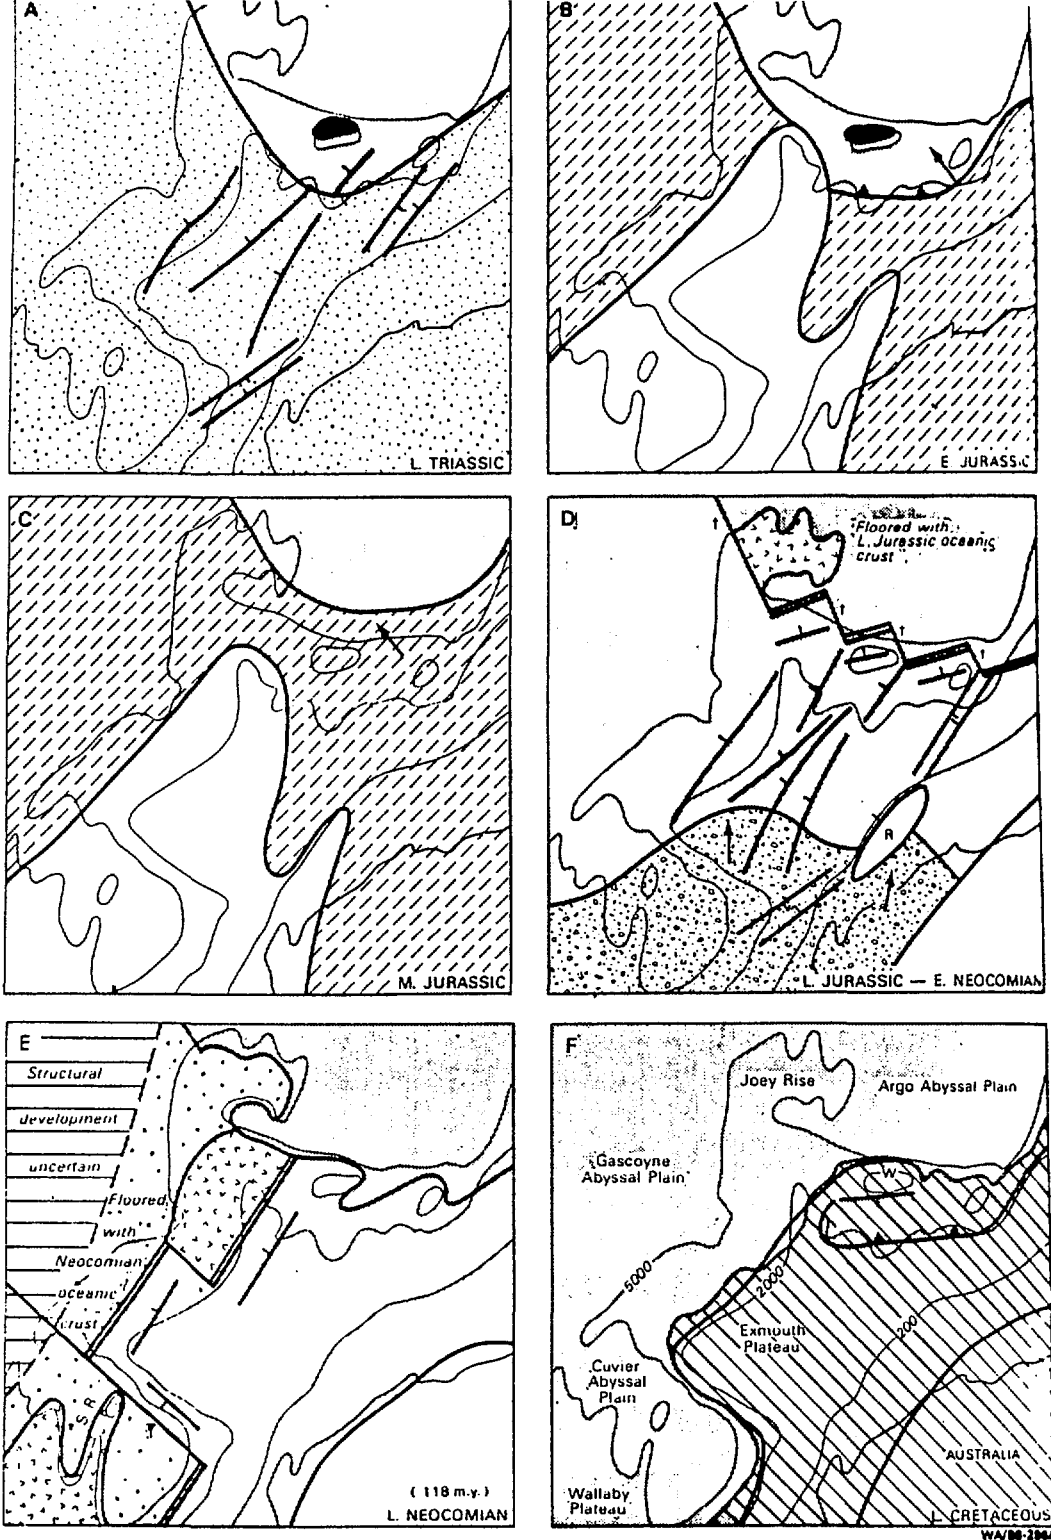 A
L. TRIASSIC
B
E. JURASSIC
C
M. JURASSIC
D
Floored with
L. Jurassic oceanic
crust
R
L. JURASSIC — E. NEOCOMIAN
E
Structural
development
uncertain
Floored
with
Neocomian
oceanic
crust
S R
( 118 m.y. )
L. NEOCOMIAN
F
Joey Rise
Argo Abyssal Plain
Gascoyne
Abyssal Plain
W
5000
2000
200
Exmouth
Plateau
Cuvier
Abyssal
Plain
AUSTRALIA
Wallaby
Plateau
L. CRETACEOUS